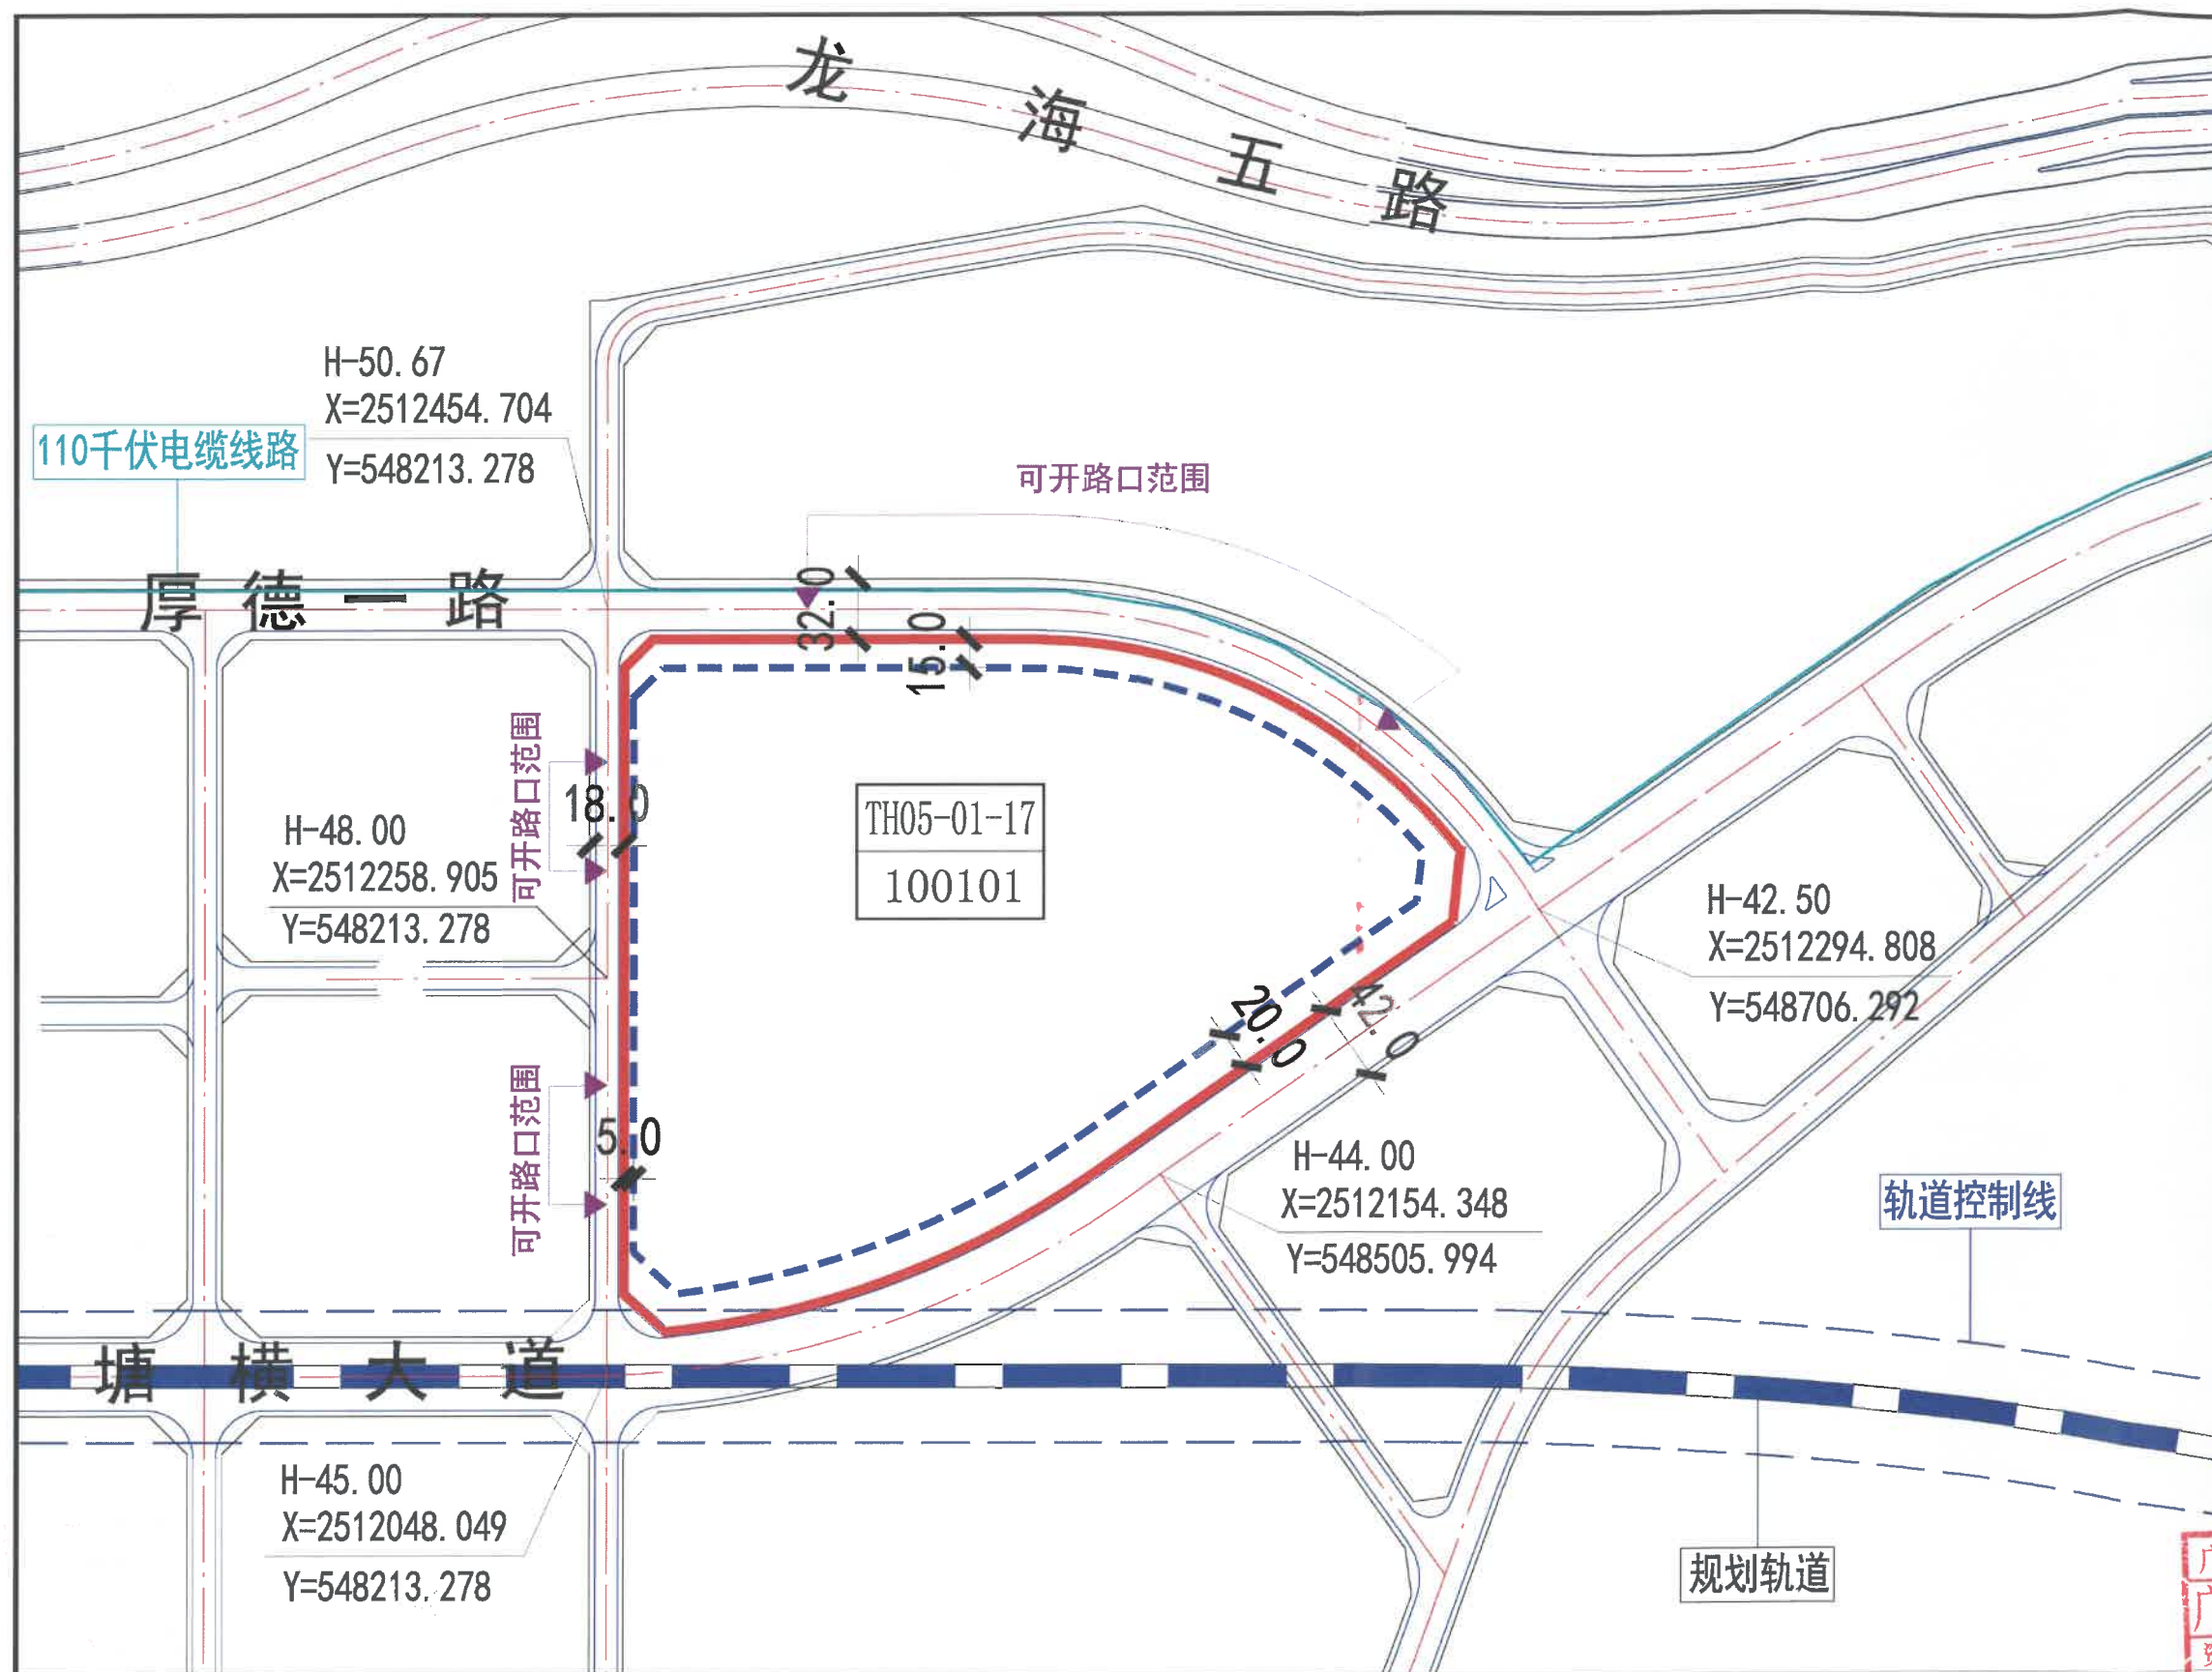 龙海五路
H-50.67
X=2512454.704
Y=548213.278
110千伏电缆线路
可开路口范围
厚德一路
32.0
15.0
可开路口范围
18.0
TH05-01-17
100101
H-48.00
X=2512258.905
Y=548213.278
H-42.50
X=2512294.808
Y=548706.292
20.0
42.0
可开路口范围
5.0
H-44.00
X=2512154.348
Y=548505.994
轨道控制线
塘横大道
H-45.00
X=2512048.049
Y=548213.278
规划轨道